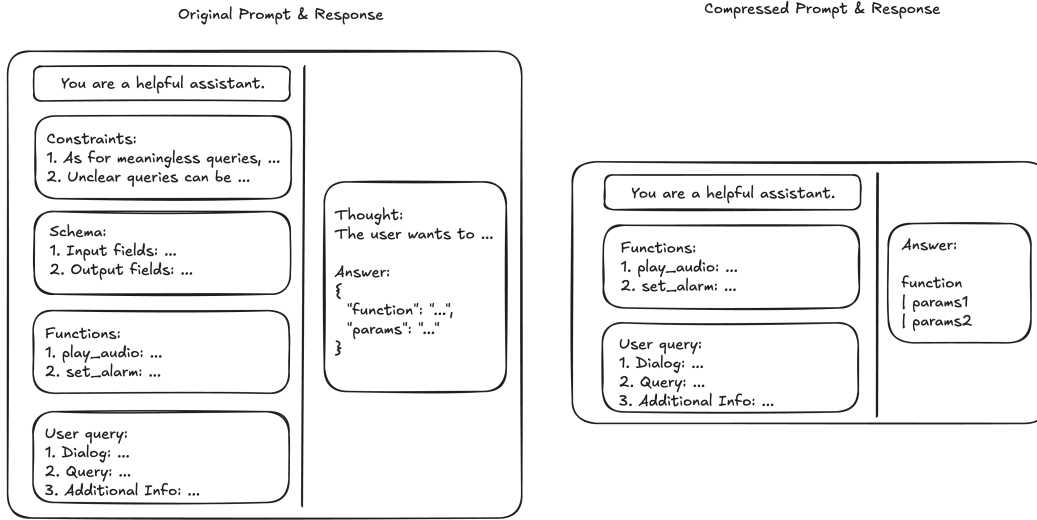 Original Prompt & Response
You are a helpful assistant.
Constraints:
1. As for meaningless queries, ...
2. Unclear queries can be ...
Schema:
1. Input fields: ...
2. Output fields: ...
Functions:
1. play_audio: ...
2. set_alarm: ...
User query:
1. Dialog: ...
2. Query: ...
3. Additional Info: ...
Thought:
The user wants to ...
Answer:
{
"function": "...",
"params": "..."
}
Compressed Prompt & Response
You are a helpful assistant.
Functions:
1. play_audio: ...
2. set_alarm: ...
User query:
1. Dialog: ...
2. Query: ...
3. Additional Info: ...
Answer:
function
| params1
| params2